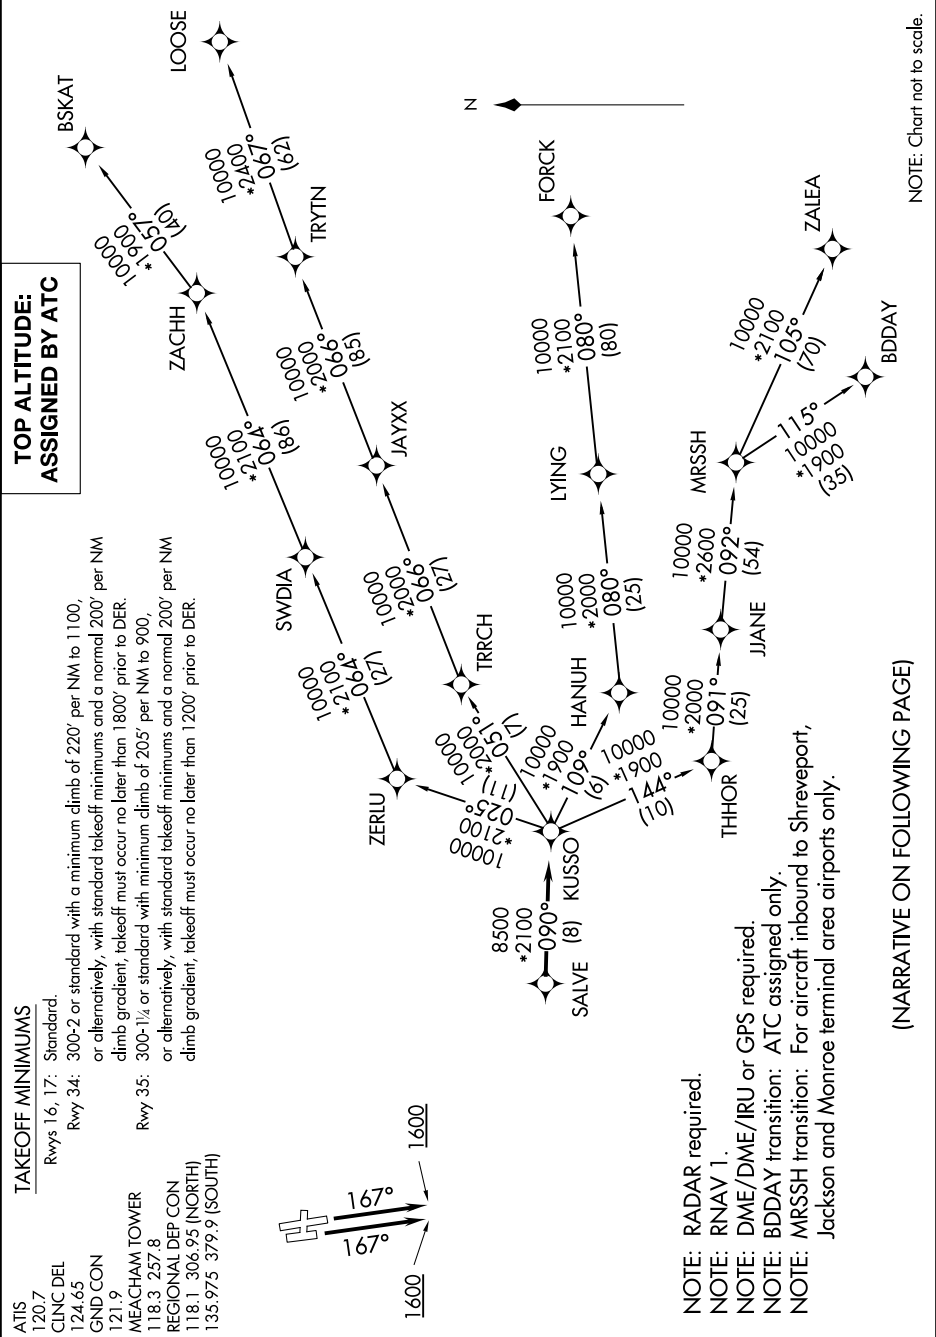 ATIS
120.7
CLNC DEL
124.65
GND CON
121.9
MEACHAM TOWER
118.3 257.8
REGIONAL DEP CON
118.1 306.95 (NORTH)
135.975 379.9 (SOUTH)
TAKEOFF MINIMUMS
Rwys 16, 17: Standard.
Rwy 34: 300-2 or standard with a minimum climb of 220' per NM to 1100,
or alternatively, with standard takeoff minimums and a normal 200' per NM
climb gradient, takeoff must occur no later than 1800' prior to DER.
Rwy 35: 300-1¼ or standard with minimum climb of 205' per NM to 900,
or alternatively, with standard takeoff minimums and a normal 200' per NM
climb gradient, takeoff must occur no later than 1200' prior to DER.
TOP ALTITUDE:
ASSIGNED BY ATC
BSKAT
10000
*1900
057°
(40)
ZACHH
10000
*2100
064°
(86)
SWDIA
10000
*2100
064°
(27)
ZERLU
10000
*2100
025°
(11)
LOOSE
10000
*2400
067°
(62)
TRYTN
10000
*2000
066°
(85)
JAYXX
10000
*2000
066°
(27)
TRRCH
10000
*2000
051°
(7)
N
FORCK
10000
*2100
080°
(80)
LYING
10000
*2000
080°
(25)
HANUH
10000
*1900
109°
(6)
8500
*2100
090°
(8)
SALVE
KUSSO
10000
*1900
144°
(10)
THHOR
10000
*2000
091°
(25)
JJANE
10000
*2600
092°
(54)
MRSSH
10000
*2100
105°
(70)
ZALEA
115°
10000
*1900
(35)
BDDAY
1600
167°
167°
1600
NOTE: RADAR required.
NOTE: RNAV 1.
NOTE: DME/DME/IRU or GPS required.
NOTE: BDDAY transition: ATC assigned only.
NOTE: MRSSH transition: For aircraft inbound to Shreveport,
Jackson and Monroe terminal area airports only.
(NARRATIVE ON FOLLOWING PAGE)
NOTE: Chart not to scale.